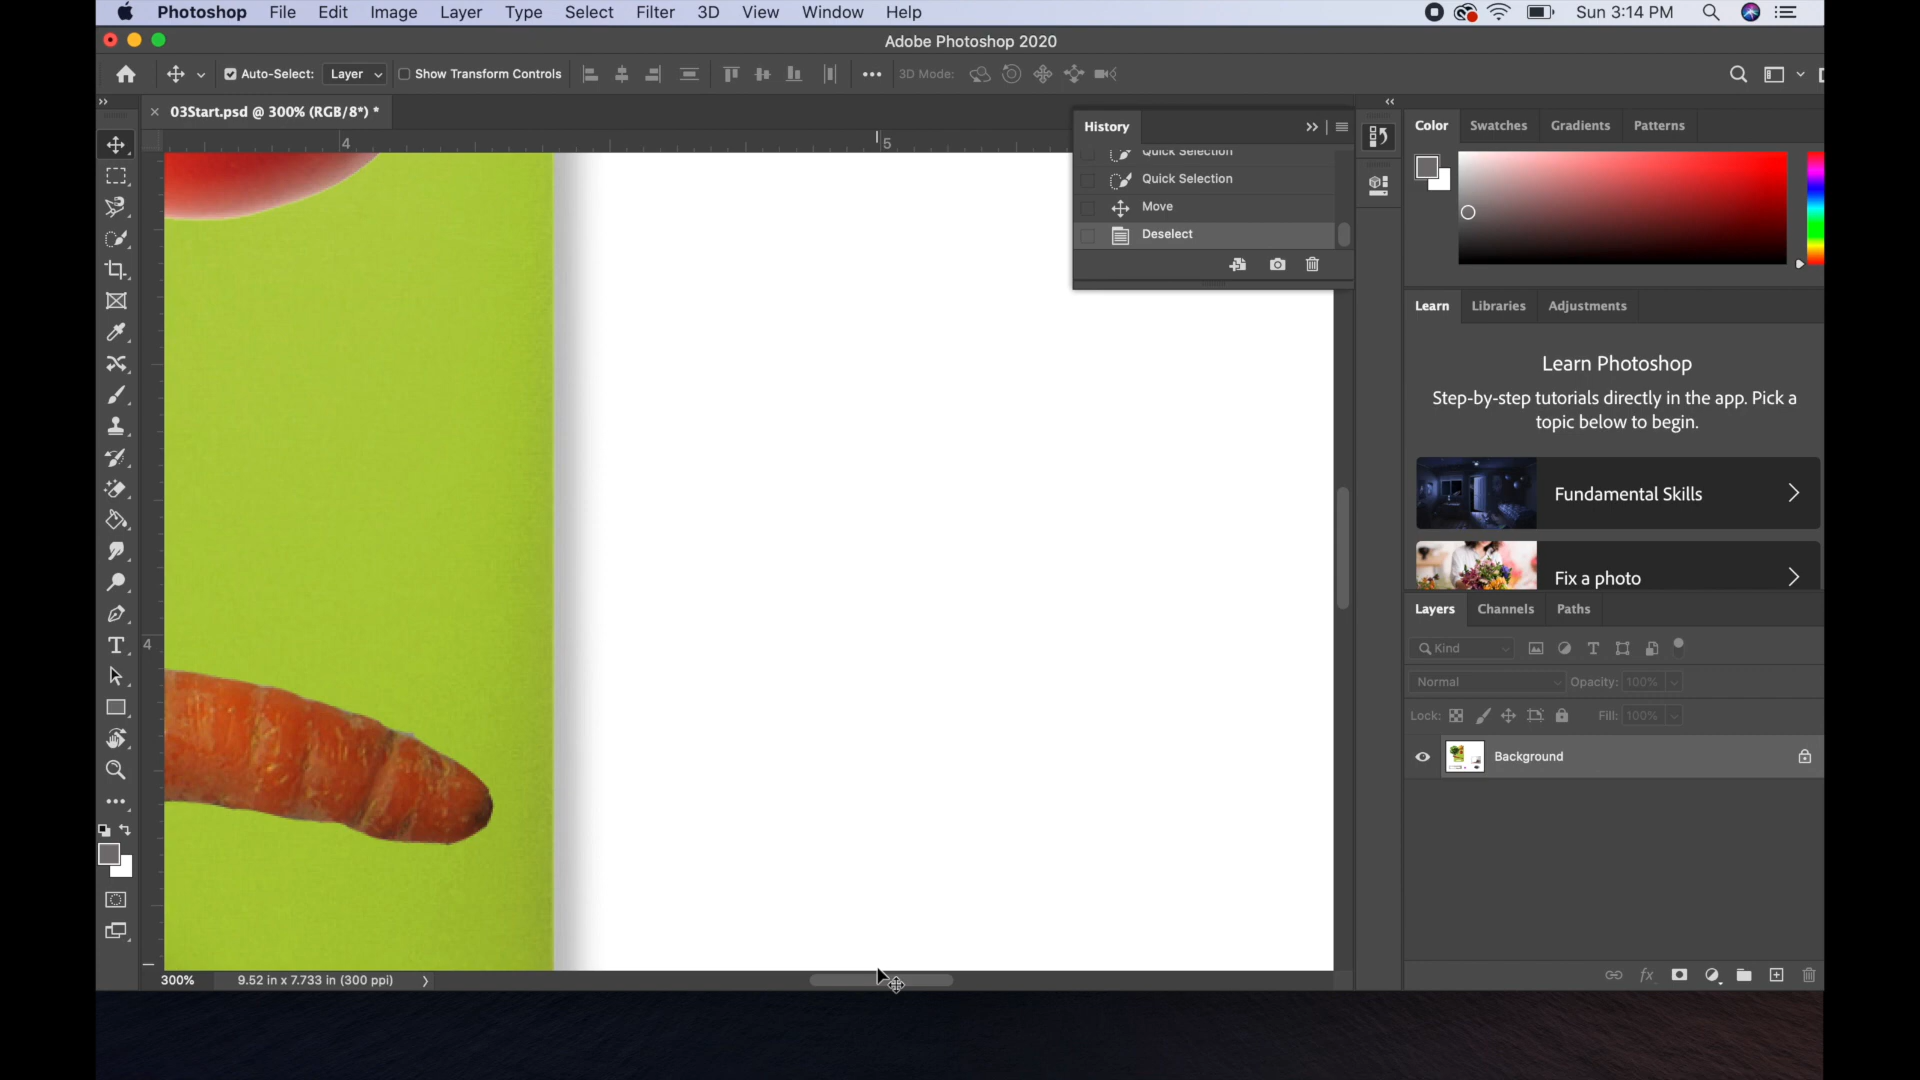 Photoshop File Edit Image Layer Type Select Filter 3D View Window Help Sun 3:14 PM
Adobe Photoshop 2020
Auto-Select: Layer Show Transform Controls 3D Mode:
03Start.psd @ 300% (RGB/8*) *
4 5
4
History
Quick Selection
Quick Selection
Move
Deselect
Color Swatches Gradients Patterns
Learn Libraries Adjustments
Learn Photoshop
Step-by-step tutorials directly in the app. Pick a
topic below to begin.
Fundamental Skills
Fix a photo
Layers Channels Paths
Kind
Normal Opacity: 100%
Lock: Fill: 100%
Background
fx
300% 9.52 in x 7.733 in (300 ppi)